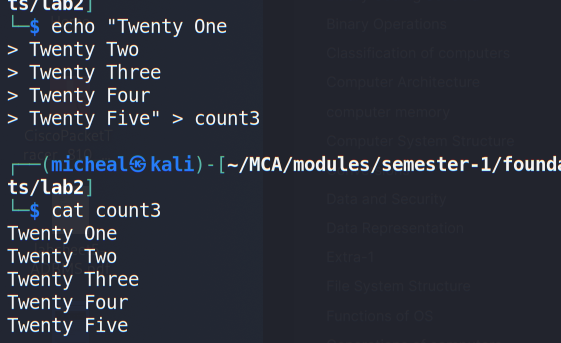 ts/lab2]
└─$ echo "Twenty One
> Twenty Two
> Twenty Three
> Twenty Four
> Twenty Five" > count3
┌──(micheal㉿kali)-[~/MCA/modules/semester-1/founda
ts/lab2]
└─$ cat count3
Twenty One
Twenty Two
Twenty Three
Twenty Four
Twenty Five
Binary Operations
Classification of computers
Computer Architecture
computer memory
Computer System Structure
Data and Security
Data Representation
Extra-T
File System Structure
Functions of OS
CiscoPacketT